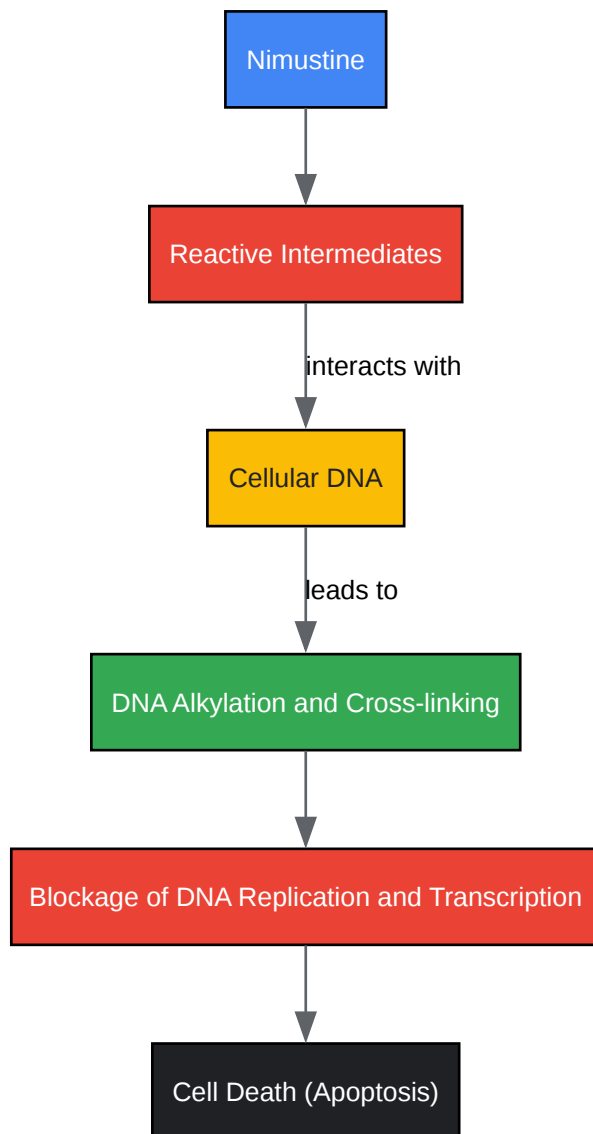 Nimustine
Reactive Intermediates
interacts with
Cellular DNA
leads to
DNA Alkylation and Cross-linking
Blockage of DNA Replication and Transcription
Cell Death (Apoptosis)